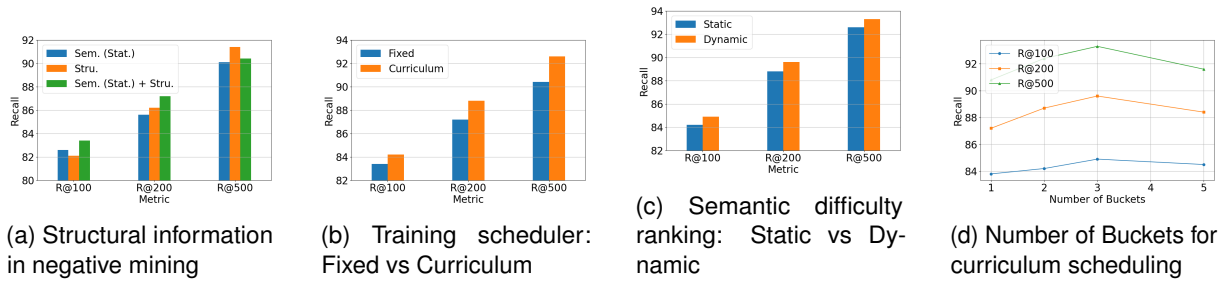 94
92
90
88
86
84
82
80
Recall
Sem. (Stat.)
Stru.
Sem. (Stat.) + Stru.
R@100 R@200 R@500
Metric
(a) Structural information
in negative mining
94
92
90
88
86
84
82
80
Recall
Fixed
Curriculum
R@100 R@200 R@500
Metric
(b) Training scheduler:
Fixed vs Curriculum
94
92
90
88
86
84
82
Recall
Static
Dynamic
R@100 R@200 R@500
Metric
(c) Semantic difficulty
ranking: Static vs Dy-
namic
92
90
88
86
84
Recall
R@100
R@200
R@500
1 2 3 4 5
Number of Buckets
(d) Number of Buckets for
curriculum scheduling